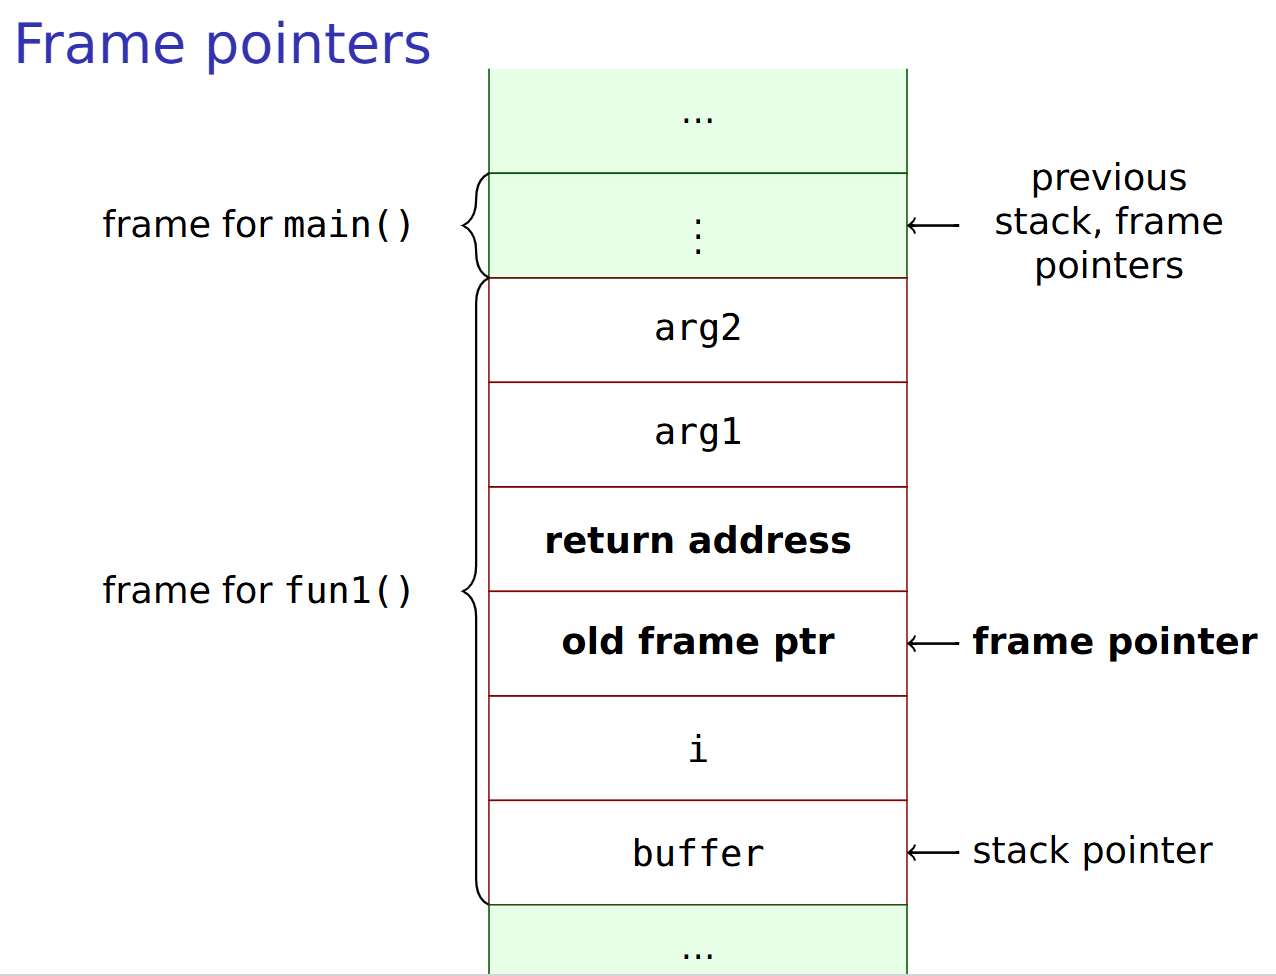 Frame pointers
...
frame for main()
⋮
previous
stack, frame
pointers
arg2
arg1
return address
frame for fun1()
old frame ptr
frame pointer
i
buffer
stack pointer
...